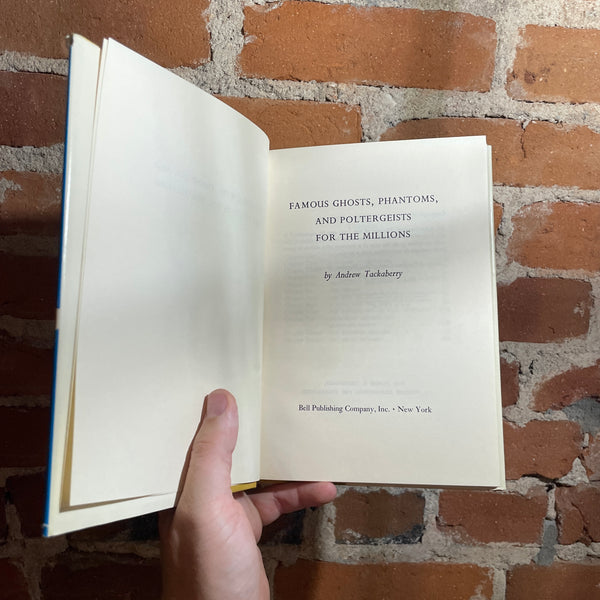 FAMOUS GHOSTS, PHANTOMS,
AND POLTERGEISTS
FOR THE MILLIONS
by Andrew Tackaberry
Bell Publishing Company, Inc. • New York